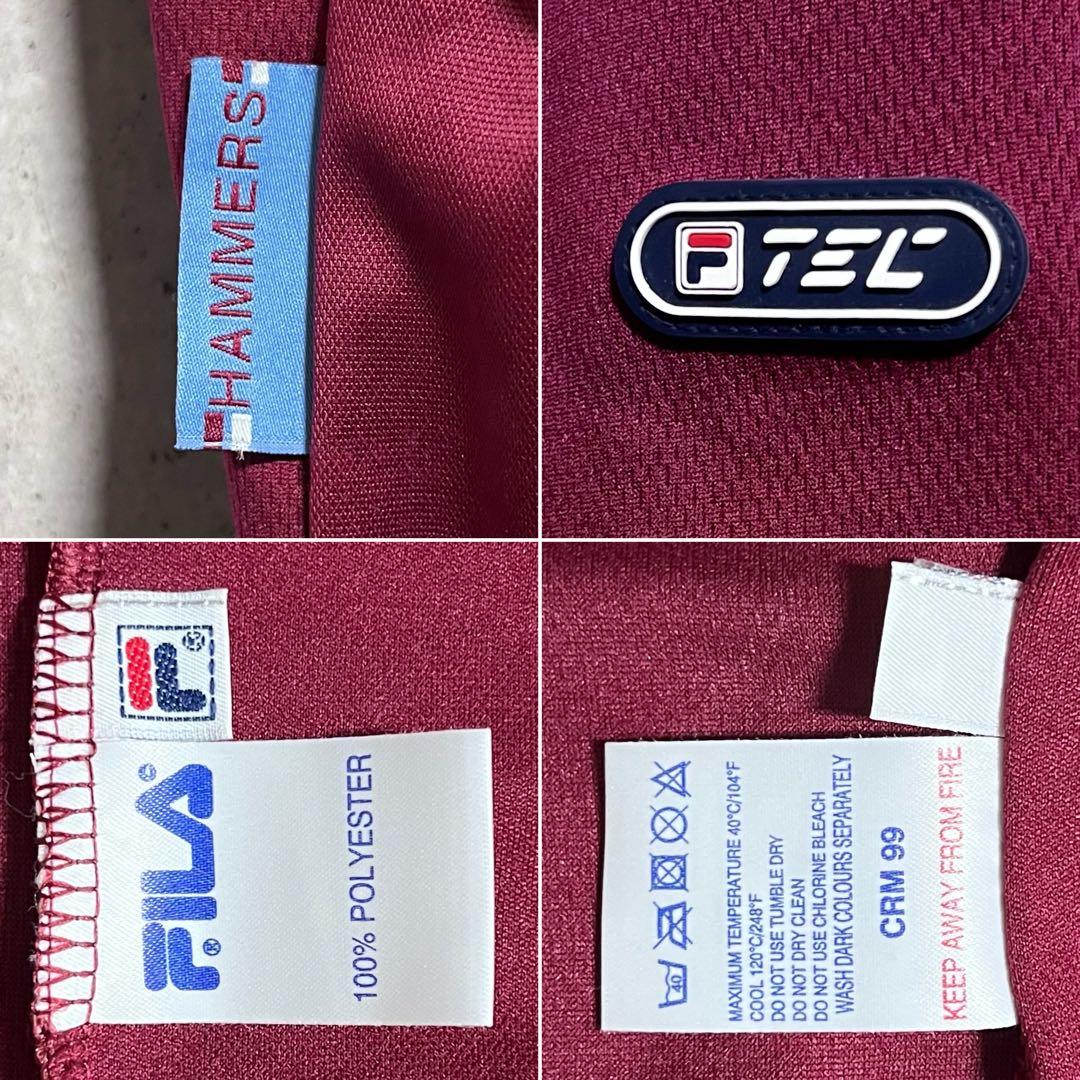 HAMMERS
F TEC
F®
FILA®
©
100% POLYESTER
40
MAXIMUM TEMPERATURE 40°C/104°F
COOL 120°C/248°F
DO NOT USE TUMBLE DRY
DO NOT DRY CLEAN
DO NOT USE CHLORINE BLEACH
WASH DARK COLOURS SEPARATELY
CRM 99
KEEP AWAY FROM FIRE